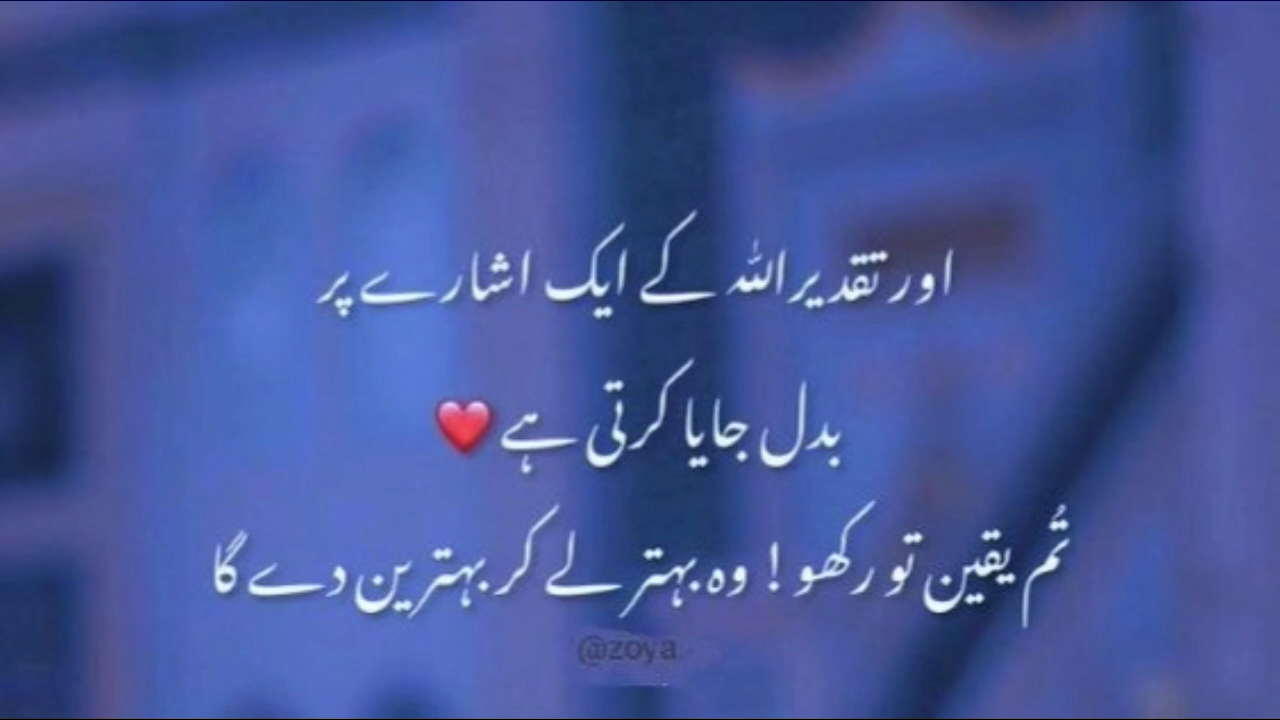 اور تقدیر اللہ کے ایک اشارے پر
بدل جایا کرتی ہے ❤️
تُم یقین تو رکھو ! وہ بہتر لے کر بہترین دے گا
@zoya